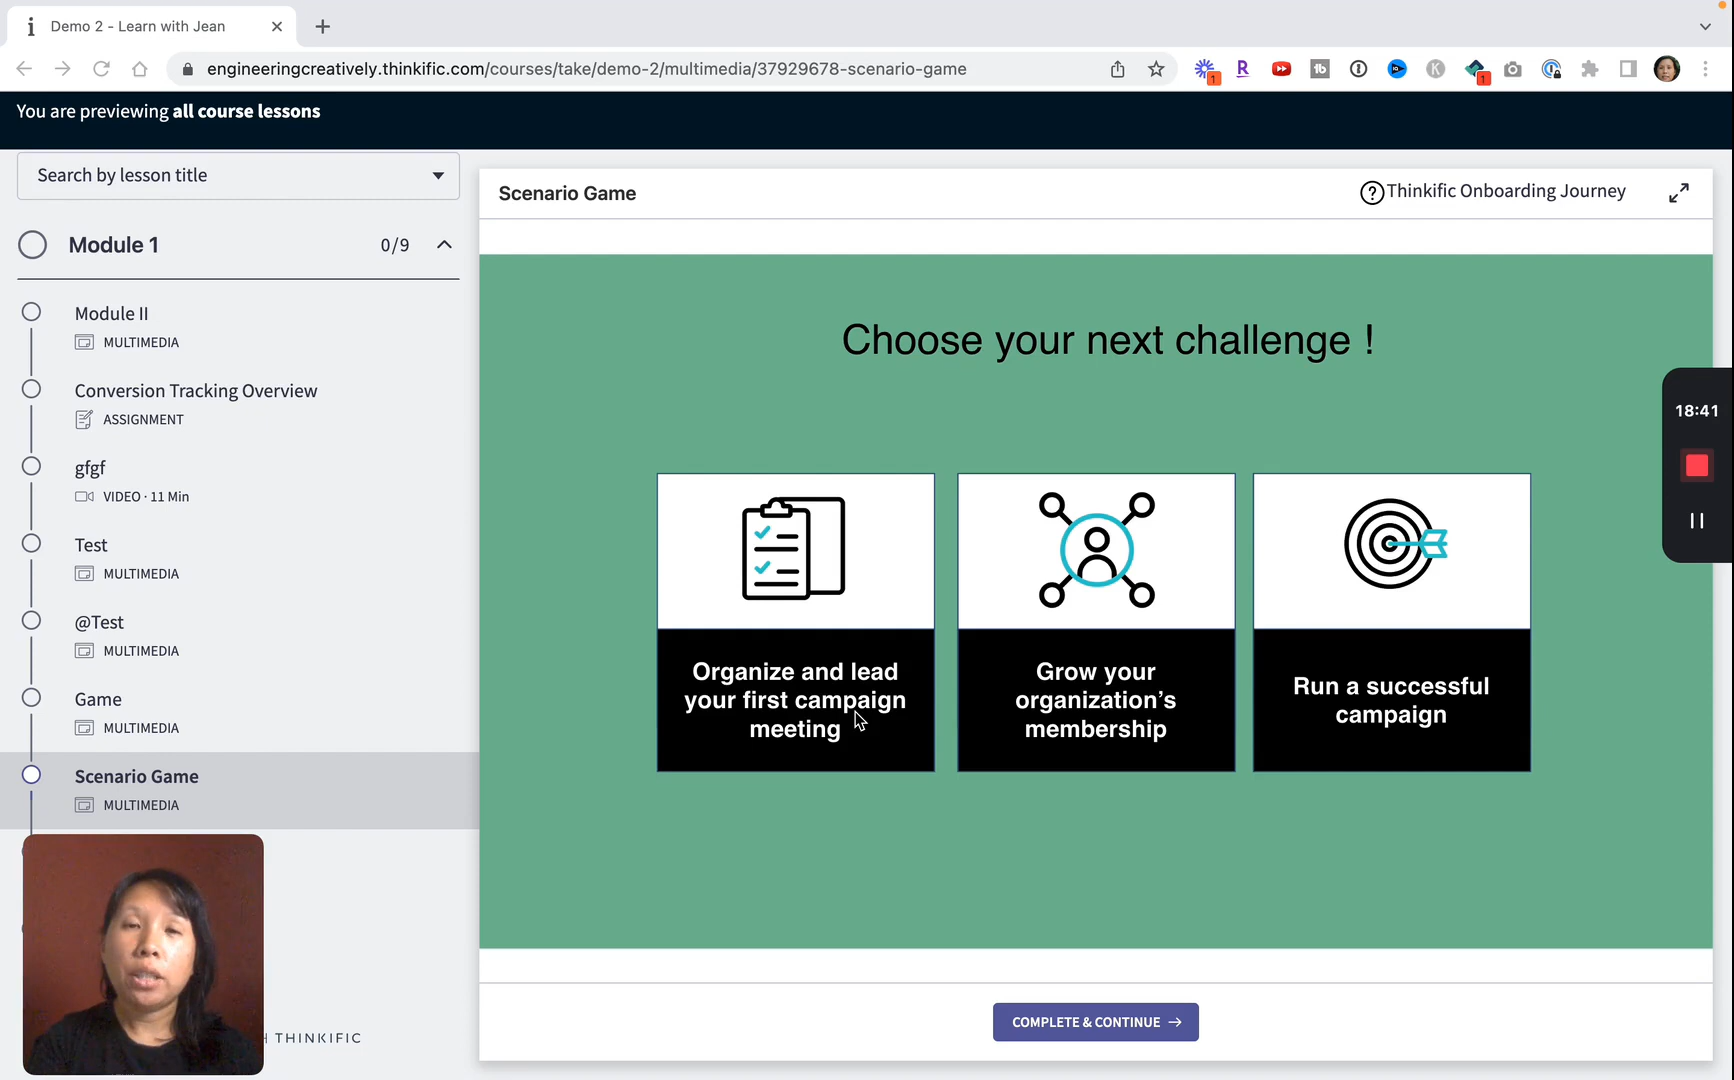 Demo 2 - Learn with Jean
engineeringcreatively.thinkific.com/courses/take/demo-2/multimedia/37929678-scenario-game
You are previewing all course lessons
Search by lesson title
Module 1 0/9
Module II
MULTIMEDIA
Conversion Tracking Overview
ASSIGNMENT
gfgf
VIDEO · 11 Min
Test
MULTIMEDIA
@Test
MULTIMEDIA
Game
MULTIMEDIA
Scenario Game
MULTIMEDIA
THINKIFIC
Scenario Game
Thinkific Onboarding Journey
Choose your next challenge !
Organize and lead
your first campaign
meeting
Grow your
organization's
membership
Run a successful
campaign
COMPLETE & CONTINUE →
18:41